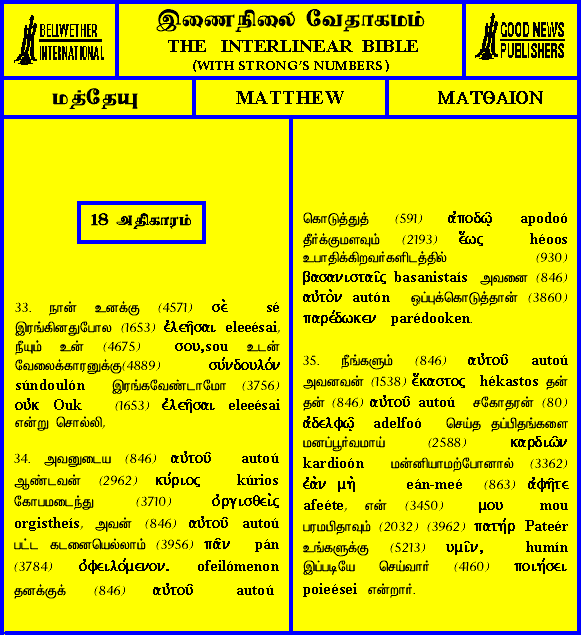 BELLWETHER
INTERNATIONAL
இணைநிலை வேதாகமம்
THE INTERLINEAR BIBLE
(WITH STRONG'S NUMBERS)
GOOD NEWS
PUBLISHERS
மத்தேயு
MATTHEW
ΜΑΤΘΑΙΟΝ
18 அதிகாரம்
33. நான் உனக்கு (4571) σὲ sé
இரங்கினதுபோல (1653) ἐλεῆσαι eleeésai,
நீயும் உன் (4675) σου,sou உடன்
வேலைக்காரனுக்கு(4889) σύνδουλόν
súndoulón இரங்கவேண்டாமோ (3756)
οὐκ Ouk (1653) ἐλεῆσαι eleeésai
என்று சொல்லி,
34. அவனுடைய (846) αὐτοῦ autoú
ஆண்டவன் (2962) κύριος kúrios
கோபமடைந்து (3710) ὀργισθεὶς
orgistheís, அவன் (846) αὐτοῦ autoú
பட்ட கடனையெல்லாம் (3956) πᾶν pán
(3784) ὀφειλόμενον. ofeilómenon
தனக்குக் (846) αὐτοῦ autoú
கொடுத்துத் (591) ἀποδῷ apodoó
தீர்க்குமளவும் (2193) ἕως héoos
உபாதிக்கிறவர்களிடத்தில் (930)
βασανισταῖς basanistaís அவனை (846)
αὐτὸν autón ஒப்புக்கொடுத்தான் (3860)
παρέδωκεν parédooken.
35. நீங்களும் (846) αὐτοῦ autoú
அவனவன் (1538) ἕκαστος hékastos தன்
தன் (846) αὐτοῦ autoú சகோதரன் (80)
ἀδελφῷ adelfoó செய்த தப்பிதங்களை
மனப்பூர்வமாய் (2588) καρδιῶν
kardioón மன்னியாமற்போனால் (3362)
ἐὰν μὴ eán-meé (863) ἀφῆτε
afeéte, என் (3450) μου mou
பரமபிதாவும் (2032) (3962) πατήρ Pateér
உங்களுக்கு (5213) υμῖν, humín
இப்படியே செய்வார் (4160) ποιήσει
poieései என்றார்.